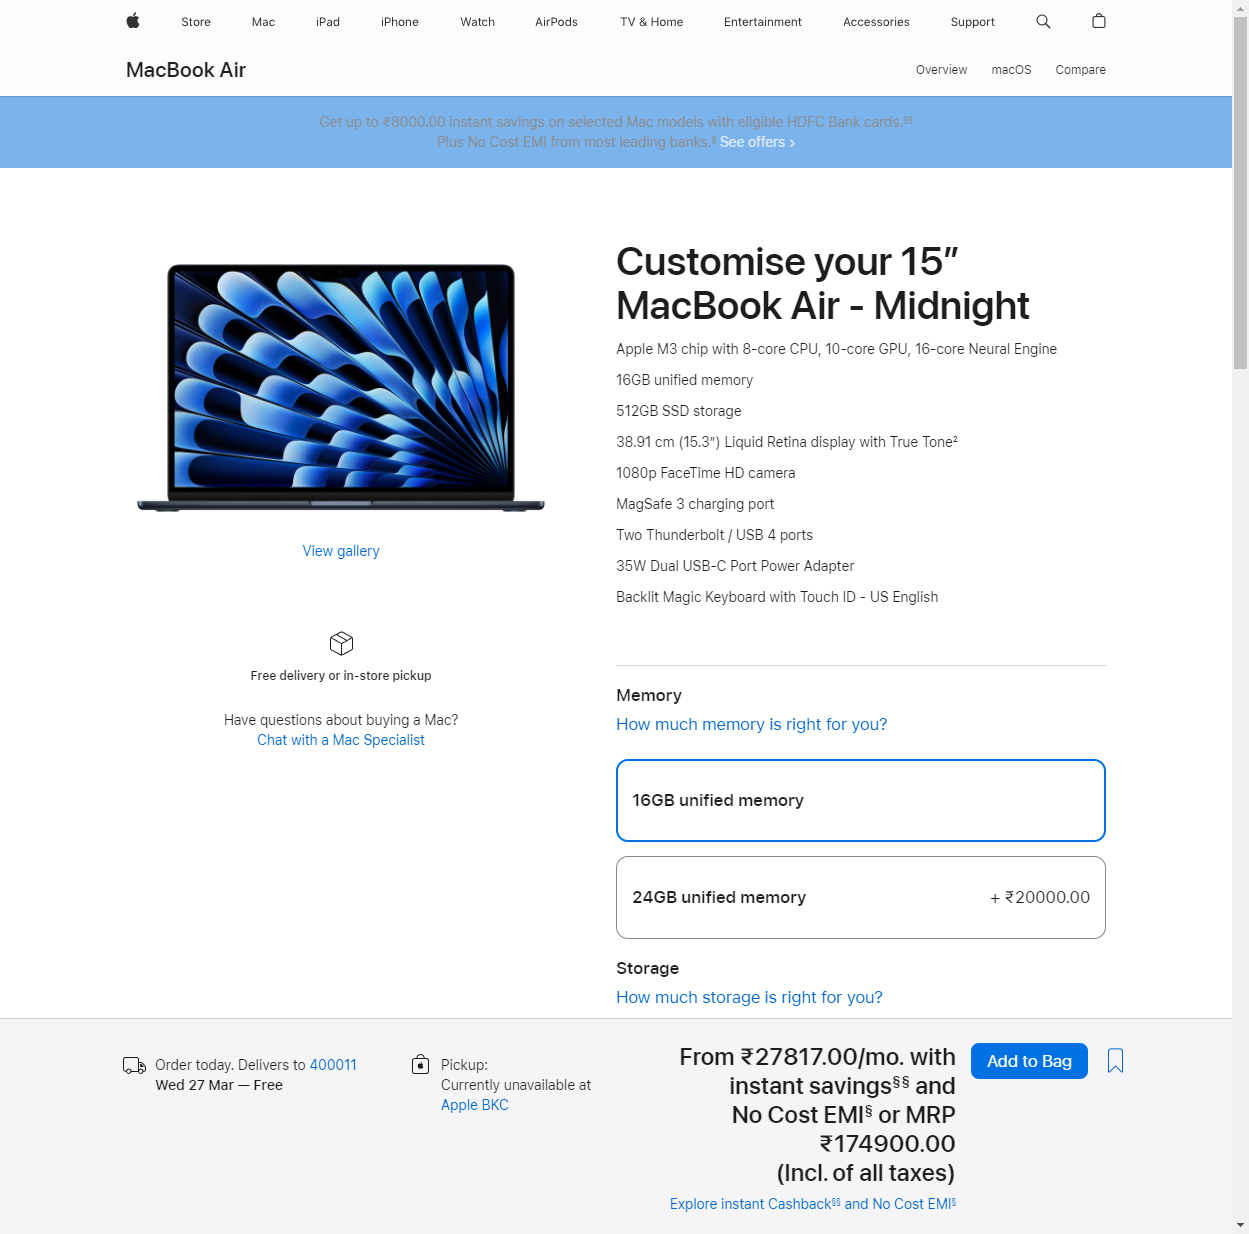 Store Mac iPad iPhone Watch AirPods TV & Home Entertainment Accessories Support
MacBook Air
Overview macOS Compare
Get up to ₹8000.00 instant savings on selected Mac models with eligible HDFC Bank cards.§§
Plus No Cost EMI from most leading banks.§ See offers ›
Customise your 15”
MacBook Air - Midnight
Apple M3 chip with 8-core CPU, 10-core GPU, 16-core Neural Engine
16GB unified memory
512GB SSD storage
38.91 cm (15.3″) Liquid Retina display with True Tone²
1080p FaceTime HD camera
MagSafe 3 charging port
Two Thunderbolt / USB 4 ports
35W Dual USB-C Port Power Adapter
Backlit Magic Keyboard with Touch ID - US English
View gallery
Free delivery or in-store pickup
Have questions about buying a Mac?
Chat with a Mac Specialist
Memory
How much memory is right for you?
16GB unified memory
24GB unified memory + ₹20000.00
Storage
How much storage is right for you?
Order today. Delivers to 400011
Wed 27 Mar — Free
Pickup:
Currently unavailable at
Apple BKC
From ₹27817.00/mo. with
instant savings§§ and
No Cost EMI§ or MRP
₹174900.00
(Incl. of all taxes)
Explore instant Cashback§§ and No Cost EMI§
Add to Bag